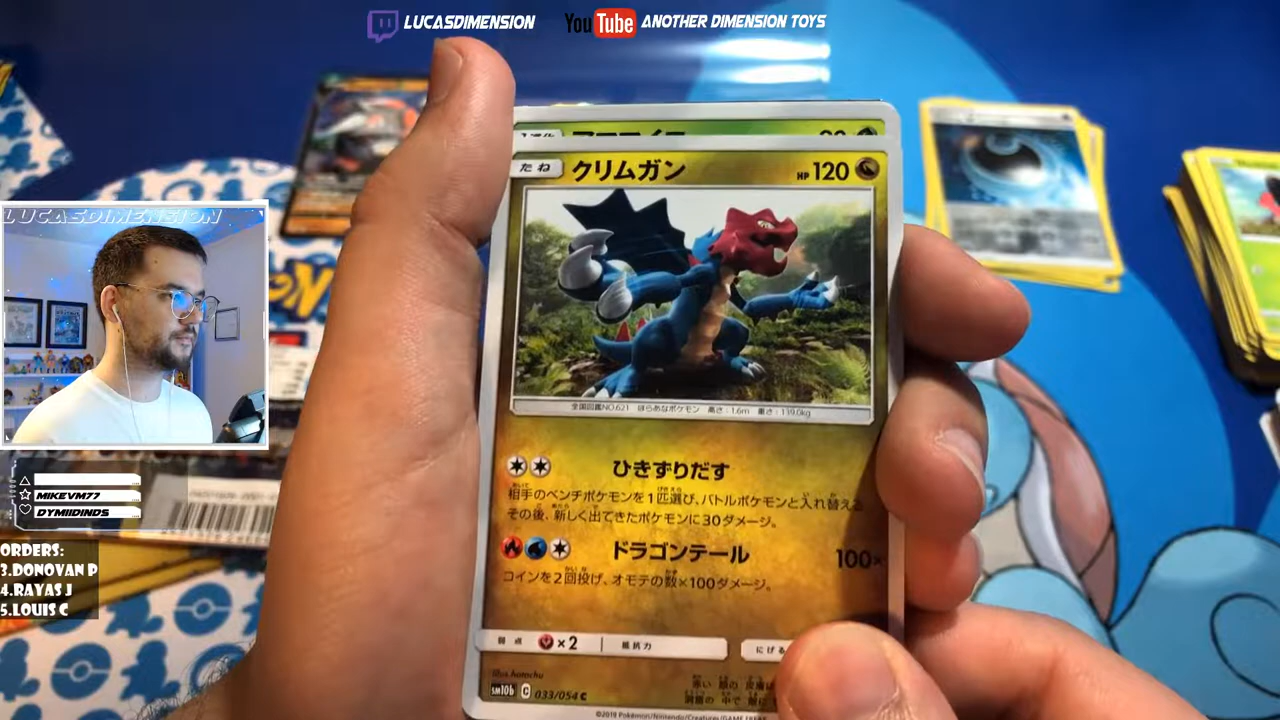 LUCASDIMENSION
YouTube ANOTHER DIMENSION TOYS
たね クリムガン HP 120
全国図鑑NO.621 ほらあなポケモン 高さ:1.6m 重さ:139.0kg
ひきずりだす
相手のベンチポケモンを1匹選び、バトルポケモンと入れ替える
その後、新しく出てきたポケモンに30ダメージ。
ドラゴンテール 100×
コインを2回投げ、オモテの数×100ダメージ。
弱点 ×2 抵抗力 にげる
illus.hatachu
sm10b C 033/054 C
LUCASDIMENSION
MIKEVM77
DYMIIDINDS
ORDERS:
3.DONOVAN P
4.RAYAS J
5.LOUIS C